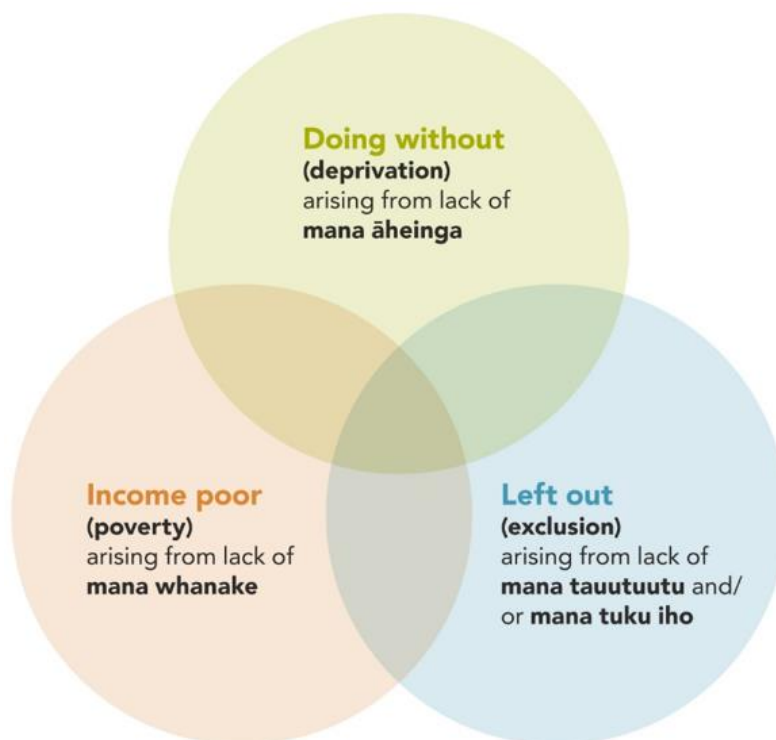 Doing without
(deprivation)
arising from lack of
mana āheinga
Income poor
(poverty)
arising from lack of
mana whanake
Left out
(exclusion)
arising from lack of
mana tauutuutu and/
or mana tuku iho